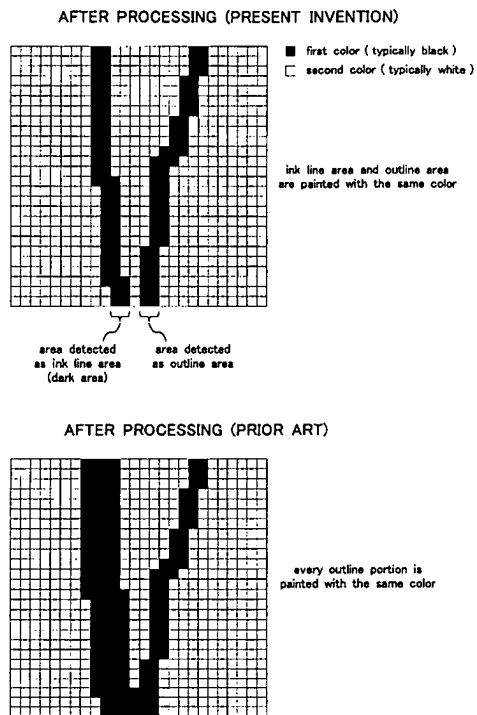 AFTER PROCESSING (PRESENT INVENTION)
first color (typically black)
second color (typically white)
ink line area and outline area
are painted with the same color
area detected
as ink line area
(dark area)
area detected
as outline area
AFTER PROCESSING (PRIOR ART)
every outline portion is
painted with the same color